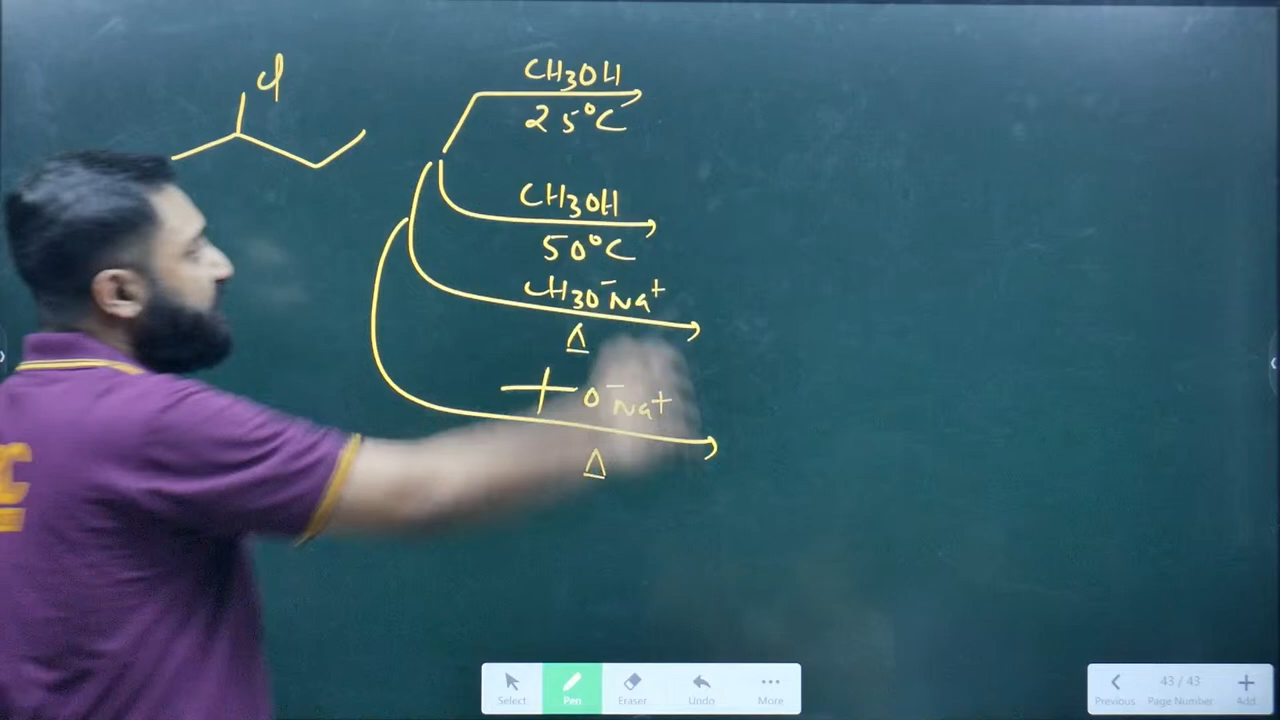 Cl
CH3OH
25°C
CH3OH
50°C
CH3O⁻Na⁺
Δ
O⁻Na⁺
Δ
C
Select
Pen
Eraser
Undo
More
Previous
43 / 43
Page Number
Add